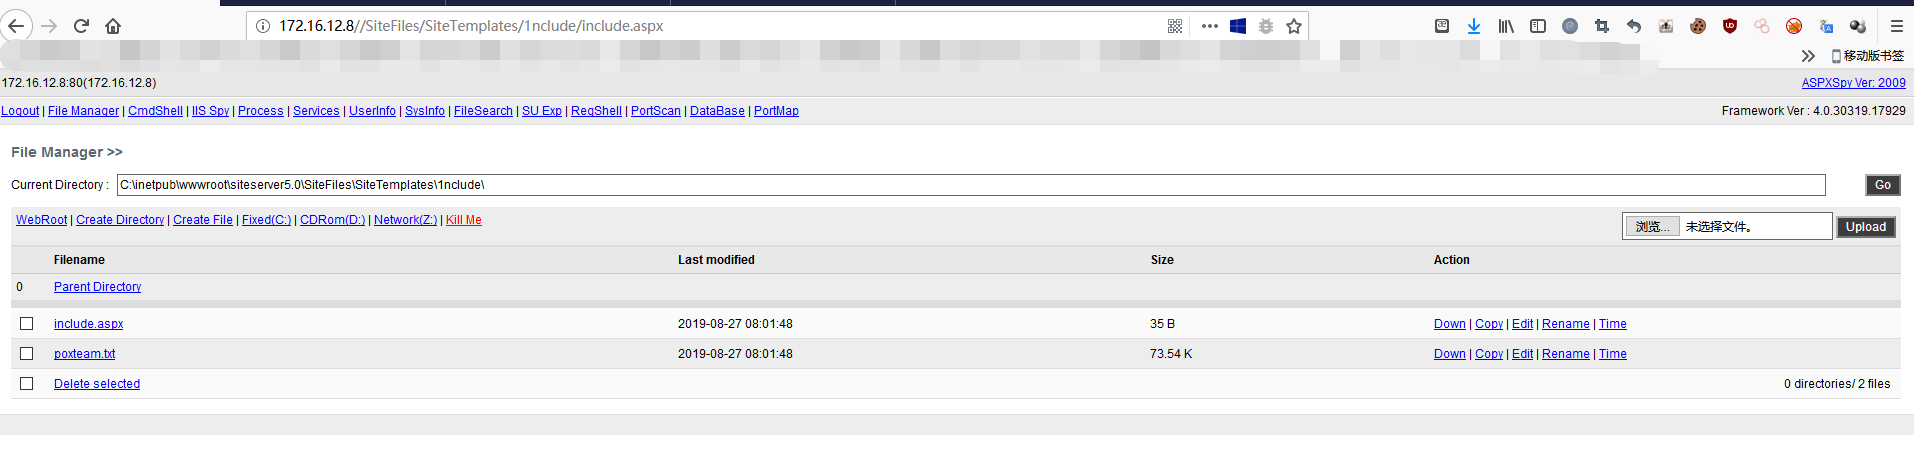 172.16.12.8//SiteFiles/SiteTemplates/1nclude/include.aspx
移动版书签
172.16.12.8:80(172.16.12.8) ASPXSpy Ver: 2009
Logout | File Manager | CmdShell | IIS Spy | Process | Services | UserInfo | SysInfo | FileSearch | SU Exp | RegShell | PortScan | DataBase | PortMap Framework Ver : 4.0.30319.17929
File Manager >>
Current Directory : C:\inetpub\wwwroot\siteserver5.0\SiteFiles\SiteTemplates\1nclude\ Go
WebRoot | Create Directory | Create File | Fixed(C:) | CDRom(D:) | Network(Z:) | Kill Me 浏览... 未选择文件。 Upload
Filename Last modified Size Action
0 Parent Directory
include.aspx 2019-08-27 08:01:48 35 B Down | Copy | Edit | Rename | Time
poxteam.txt 2019-08-27 08:01:48 73.54 K Down | Copy | Edit | Rename | Time
Delete selected 0 directories/ 2 files